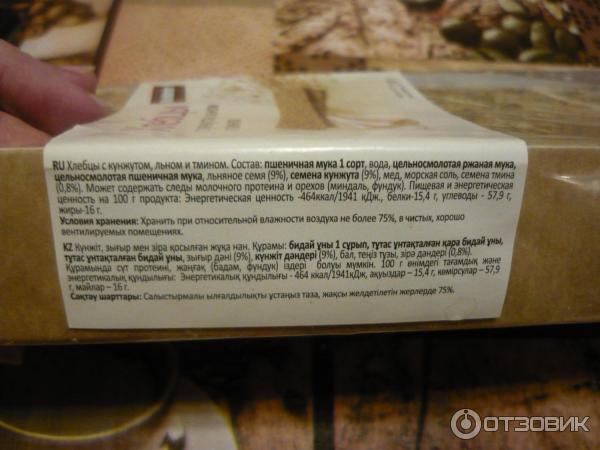 Хлебцы
RU Хлебцы с кунжутом, льном и тмином. Состав: пшеничная мука 1 сорт, вода, цельносмолотая ржаная мука,
цельносмолотая пшеничная мука, льняное семя (9%), семена кунжута (9%), мед, морская соль, семена тмина
(0,8%). Может содержать следы молочного протеина и орехов (миндаль, фундук). Пищевая и энергетическая
ценность на 100 г продукта: Энергетическая ценность -464ккал/1941 кДж., белки-15,4 г, углеводы - 57,9 г,
жиры-16 г.
Условия хранения: Хранить при относительной влажности воздуха не более 75%, в чистых, хорошо
вентилируемых помещениях.
KZ Күнжіт, зығыр мен зіра қосылған жұқа нан. Құрамы: бидай ұны 1 сұрып, тұтас ұнтақталған қара бидай ұны,
тұтас ұнтақталған бидай ұны, зығыр дәні (9%), күнжіт дәндері (9%), бал, теңіз тұзы, зіра дәндері (0,8%).
Құрамында сүт протеині, жаңғақ (бадам, фундук) іздері болуы мүмкін. 100 г өнімдегі тағамдық және
энергетикалық құндылығы: Энергетикалық құндылығы - 464 ккал/1941кДж, ақуыздар – 15,4 г, көмірсулар – 57,9
г, майлар – 16 г.
Сақтау шарттары: Салыстырмалы ылғалдылықты ұстаңыз таза, жақсы желдетілетін жерлерде 75%.
ОТЗОВИК